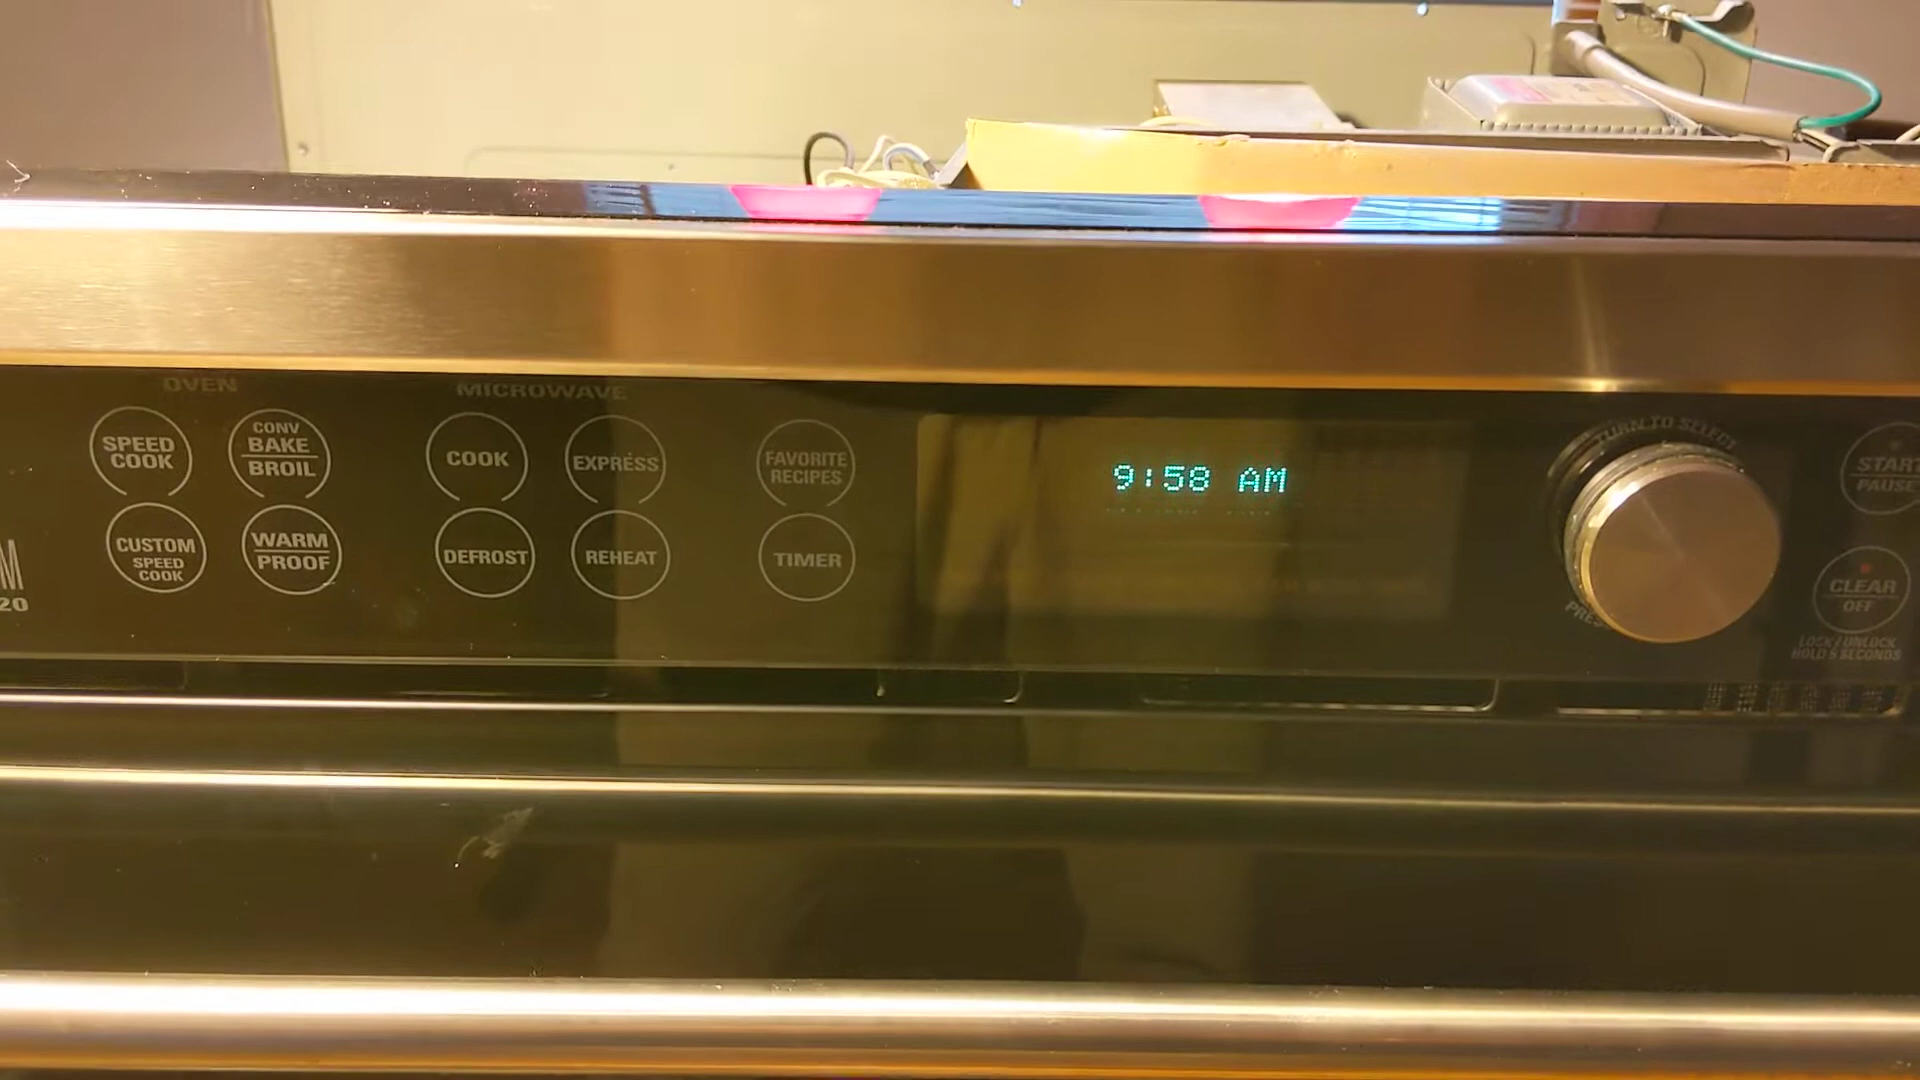 OVEN
MICROWAVE
SPEED
COOK
CONV
BAKE
BROIL
COOK
EXPRESS
FAVORITE
RECIPES
9:58 AM
TURN TO SELECT
START
PAUSE
CUSTOM
SPEED
COOK
WARM
PROOF
DEFROST
REHEAT
TIMER
CLEAR
OFF
LOCK/UNLOCK
HOLD 5 SECONDS
M
20